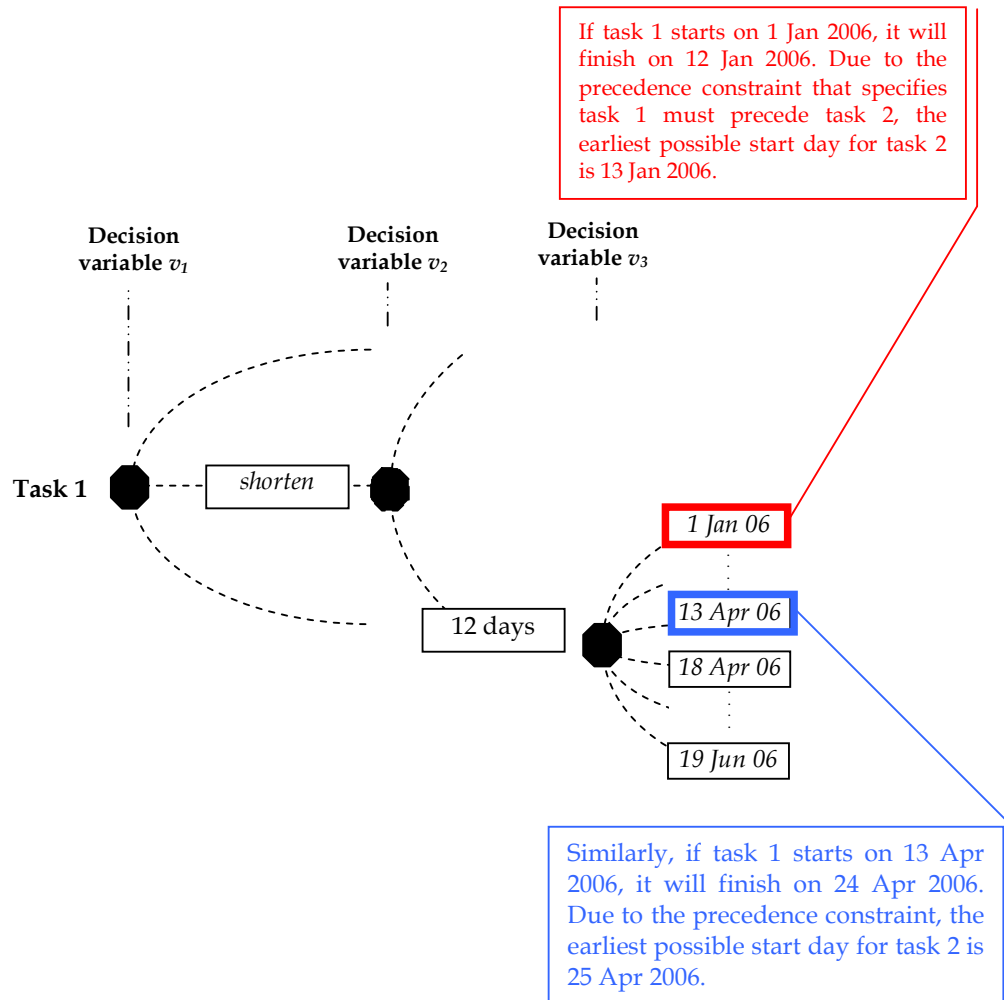 If task 1 starts on 1 Jan 2006, it will
finish on 12 Jan 2006. Due to the
precedence constraint that specifies
task 1 must precede task 2, the
earliest possible start day for task 2
is 13 Jan 2006.
Decision
variable v1
Decision
variable v2
Decision
variable v3
Task 1
shorten
1 Jan 06
12 days
13 Apr 06
18 Apr 06
19 Jun 06
Similarly, if task 1 starts on 13 Apr
2006, it will finish on 24 Apr 2006.
Due to the precedence constraint, the
earliest possible start day for task 2 is
25 Apr 2006.